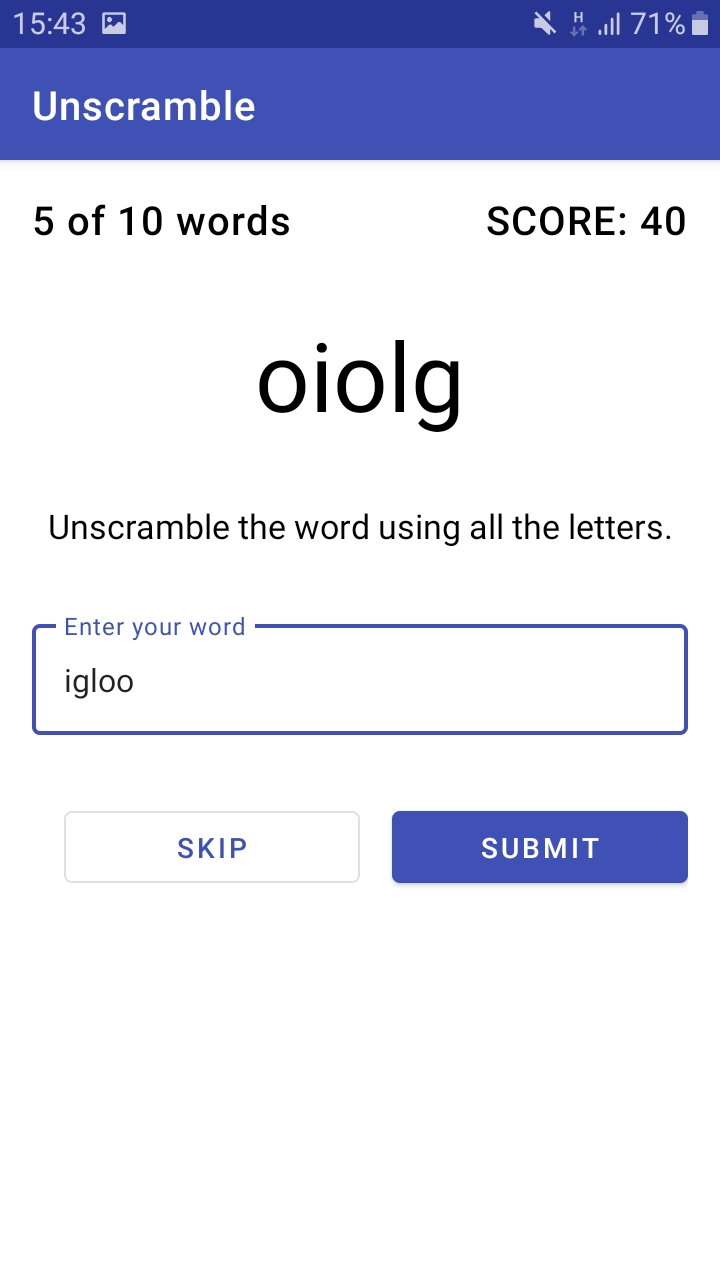 15:43 H 71%
Unscramble
5 of 10 words SCORE: 40
oiolg
Unscramble the word using all the letters.
Enter your word
igloo
SKIP SUBMIT